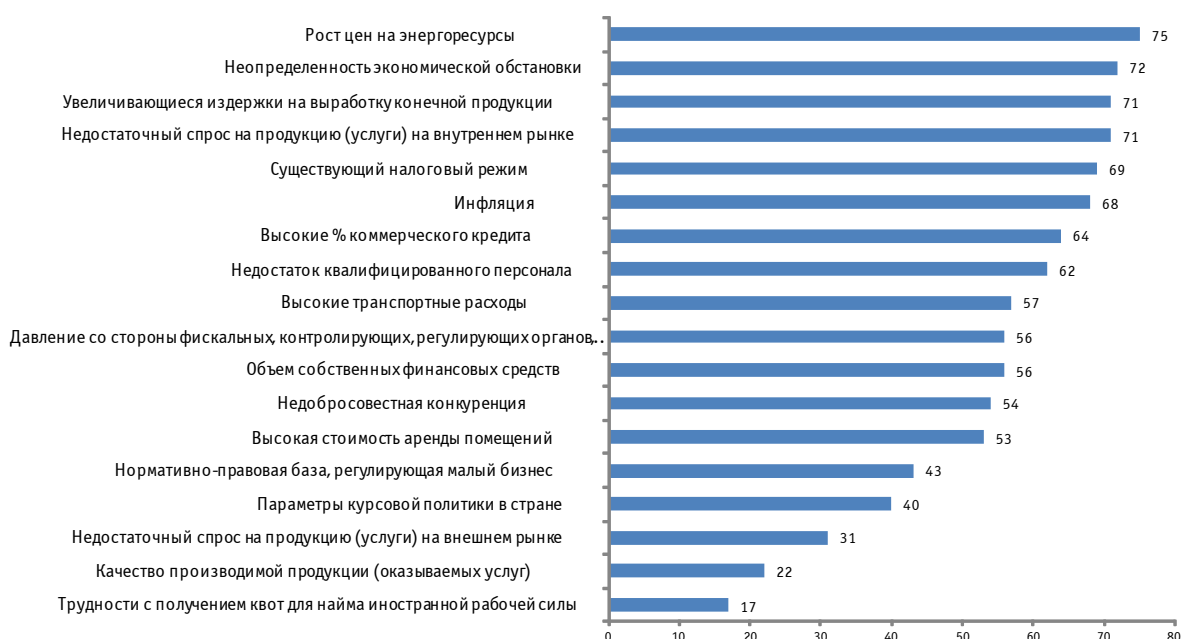 Рост цен на энергоресурсы 75
Неопределенность экономической обстановки 72
Увеличивающиеся издержки на выработку конечной продукции 71
Недостаточный спрос на продукцию (услуги) на внутреннем рынке 71
Существующий налоговый режим 69
Инфляция 68
Высокие % коммерческого кредита 64
Недостаток квалифицированного персонала 62
Высокие транспортные расходы 57
Давление со стороны фискальных, контролирующих, регулирующих органов,.. 56
Объем собственных финансовых средств 56
Недобросовестная конкуренция 54
Высокая стоимость аренды помещений 53
Нормативно-правовая база, регулирующая малый бизнес 43
Параметры курсовой политики в стране 40
Недостаточный спрос на продукцию (услуги) на внешнем рынке 31
Качество производимой продукции (оказываемых услуг) 22
Трудности с получением квот для найма иностранной рабочей силы 17
0 10 20 30 40 50 60 70 80